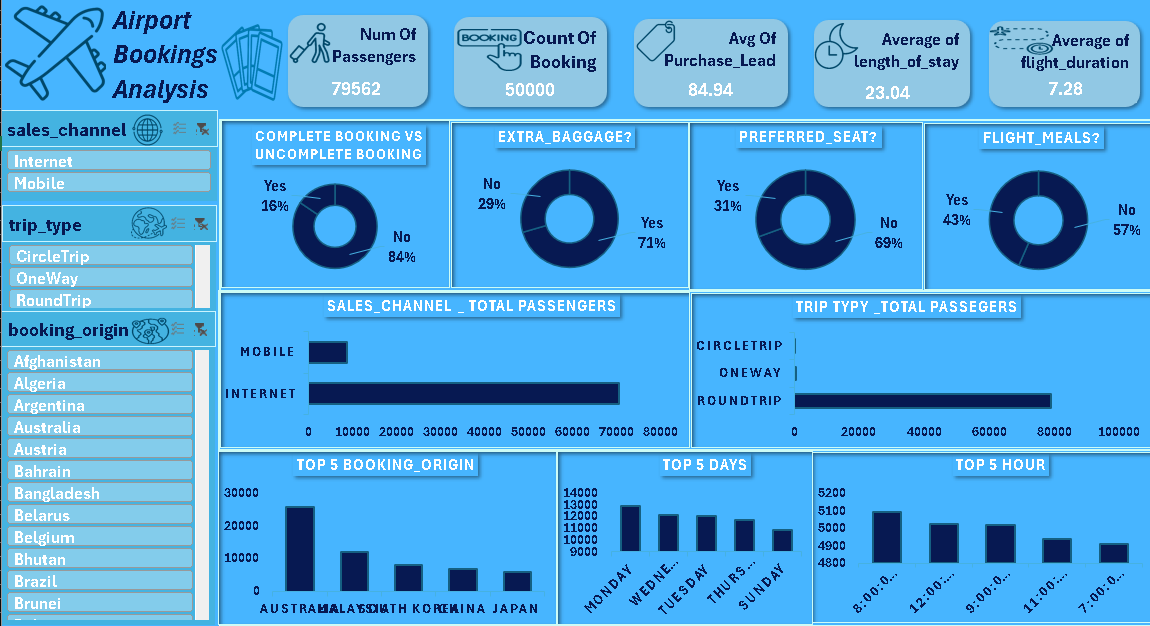 Airport
Bookings
Analysis
Num Of
Passengers
79562
BOOKING
Count Of
Booking
50000
Avg Of
Purchase_Lead
84.94
Average of
length_of_stay
23.04
Average of
flight_duration
7.28
sales_channel
Internet
Mobile
trip_type
CircleTrip
OneWay
RoundTrip
booking_origin
Afghanistan
Algeria
Argentina
Australia
Austria
Bahrain
Bangladesh
Belarus
Belgium
Bhutan
Brazil
Brunei
COMPLETE BOOKING VS
UNCOMPLETE BOOKING
Yes
16%
No
84%
EXTRA_BAGGAGE?
No
29%
Yes
71%
PREFERRED_SEAT?
Yes
31%
No
69%
FLIGHT_MEALS?
Yes
43%
No
57%
SALES_CHANNEL _ TOTAL PASSENGERS
MOBILE
INTERNET
0 10000 20000 30000 40000 50000 60000 70000 80000
TRIP TYPY _TOTAL PASSEGERS
CIRCLETRIP
ONEWAY
ROUNDTRIP
0 20000 40000 60000 80000 100000
TOP 5 BOOKING_ORIGIN
30000
20000
10000
0
AUSTRALIA MALAYSIA SOUTH KOREA CHINA JAPAN
TOP 5 DAYS
14000
13000
12000
11000
10000
9000
MONDAY
WEDNE...
TUESDAY
THURS...
SUNDAY
TOP 5 HOUR
5200
5100
5000
4900
4800
8:00:0...
12:00:...
9:00:0...
11:00:...
7:00:0...